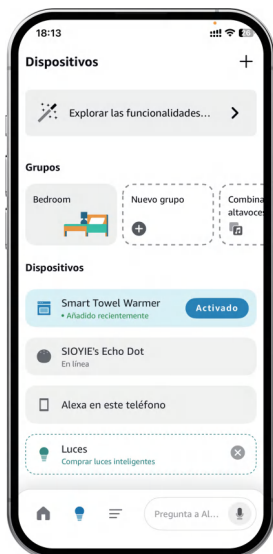 18:13
Dispositivos
Explorar las funcionalidades...
Grupos
Bedroom
Nuevo grupo
Combina
altavoces
Dispositivos
Smart Towel Warmer
• Añadido recientemente
Activado
SIOYIE's Echo Dot
En línea
Alexa en este teléfono
Luces
Comprar luces inteligentes
Pregunta a Al...